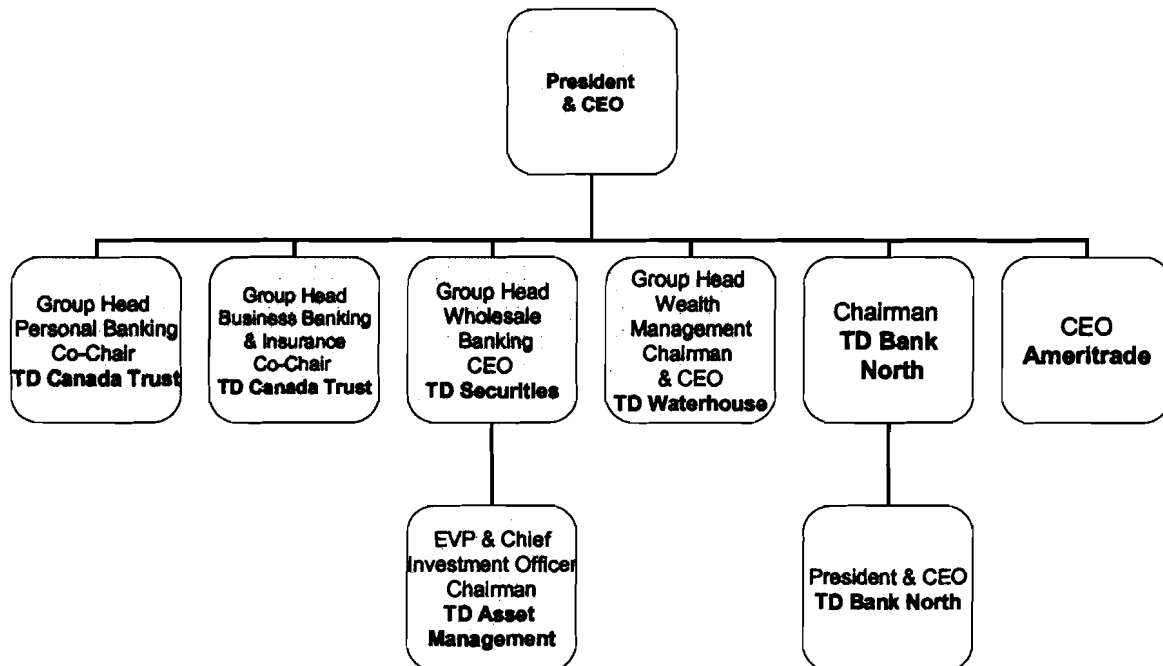 President
& CEO
Group Head
Personal Banking
Co-Chair
TD Canada Trust
Group Head
Business Banking
& Insurance
Co-Chair
TD Canada Trust
Group Head
Wholesale
Banking
CEO
TD Securities
Group Head
Wealth
Management
Chairman
& CEO
TD Waterhouse
Chairman
TD Bank
North
CEO
Ameritrade
EVP & Chief
Investment Officer
Chairman
TD Asset
Management
President & CEO
TD Bank North